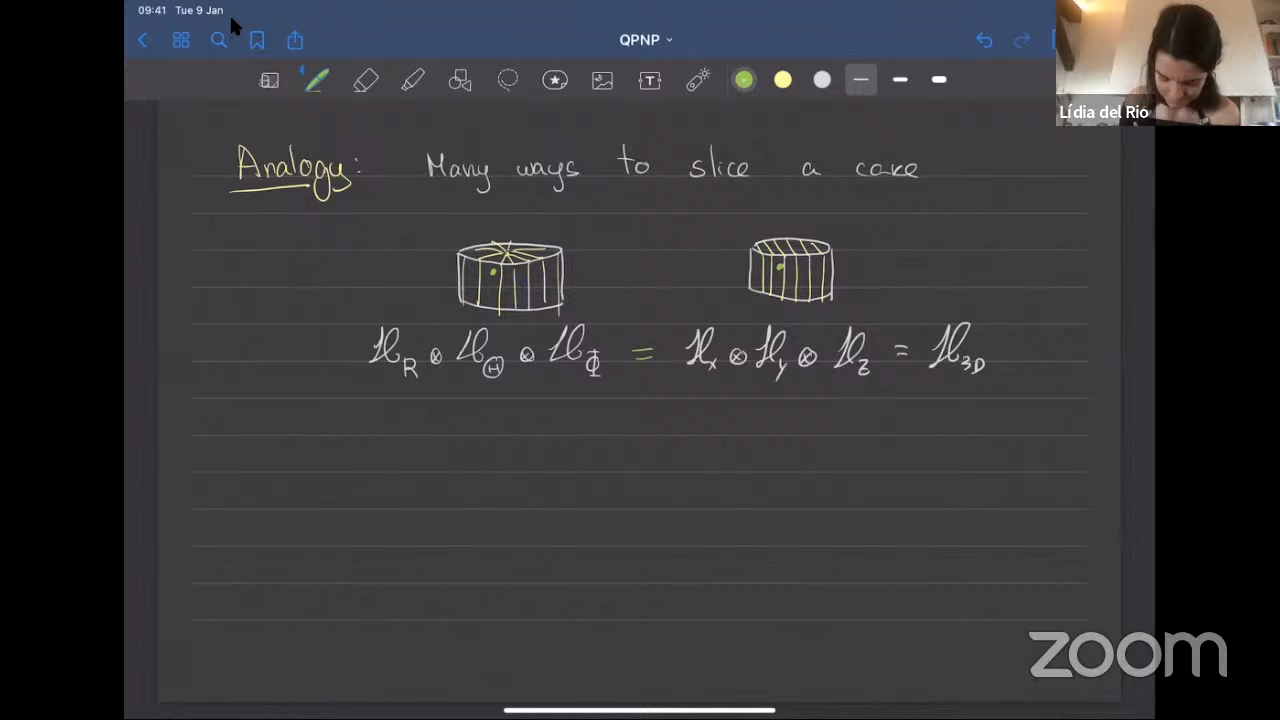 09:41 Tue 9 Jan
QPNP
T
Lídia del Rio
Analogy: Many ways to slice a cake
ℋ_R ⊗ ℋ_Θ ⊗ ℋ_Φ = ℋ_x ⊗ ℋ_y ⊗ ℋ_z = ℋ_3D
zoom